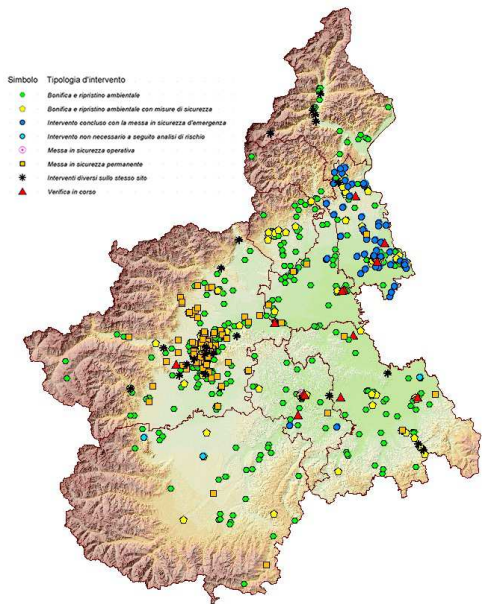 Simbolo Tipologia d'intervento
Bonifica e ripristino ambientale
Bonifica e ripristino ambientale con misure di sicurezza
Intervento concluso con la messa in sicurezza d'emergenza
Intervento non necessario a seguito analisi di rischio
Messa in sicurezza operativa
Messa in sicurezza permanente
Interventi diversi sullo stesso sito
Verifica in corso